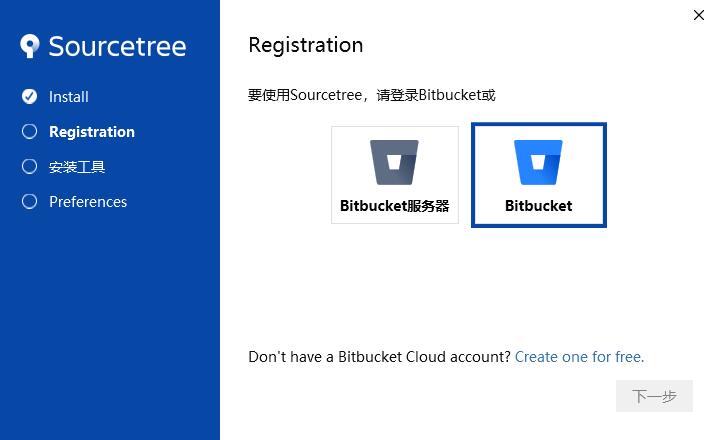 Sourcetree
Install
Registration
安装工具
Preferences
Registration
要使用Sourcetree，请登录Bitbucket或
Bitbucket服务器
Bitbucket
Don't have a Bitbucket Cloud account? Create one for free.
下一步